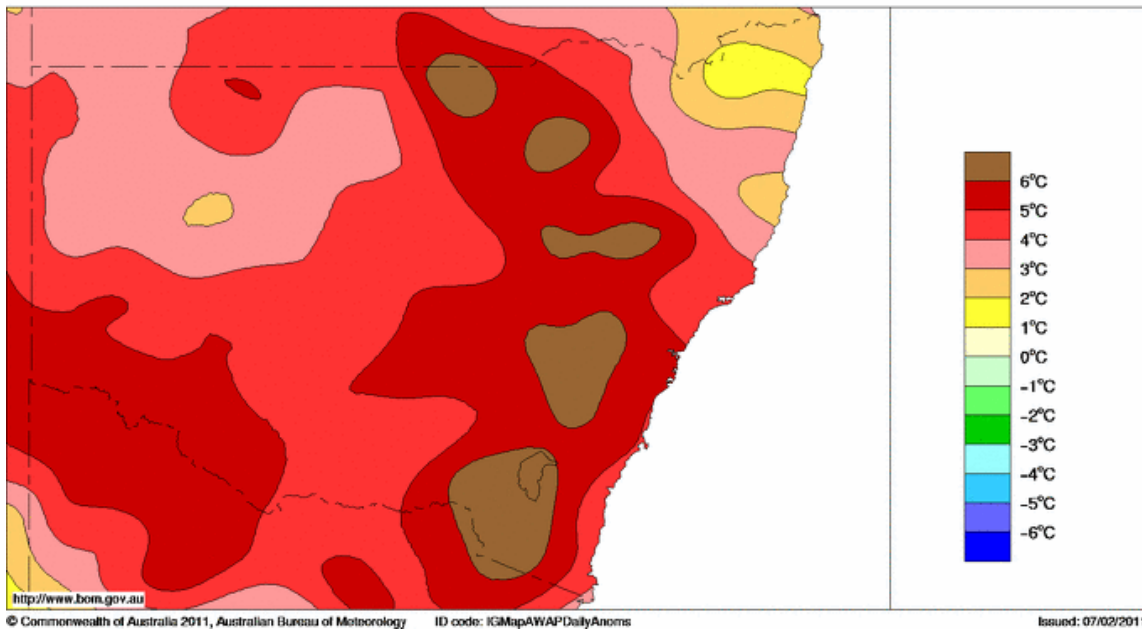 6°C
5°C
4°C
3°C
2°C
1°C
0°C
-1°C
-2°C
-3°C
-4°C
-5°C
-6°C
http://www.bom.gov.au
© Commonwealth of Australia 2011, Australian Bureau of Meteorology ID code: IGMapAWAPDailyAnoms Issued: 07/02/2011